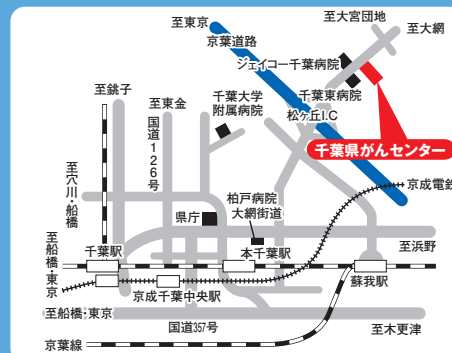 至大宮団地
至東京
至大網
京葉道路
ジェイコー千葉病院
至銚子
至東金
千葉大学
附属病院
千葉東病院
松ヶ丘I.C
国道126号
千葉県がんセンター
至穴川・船橋
京成電鉄
柏戸病院
大網街道
県庁
至船橋・東京
千葉駅
本千葉駅
至浜野
蘇我駅
京成千葉中央駅
至船橋・東京
国道357号
至木更津
京葉線